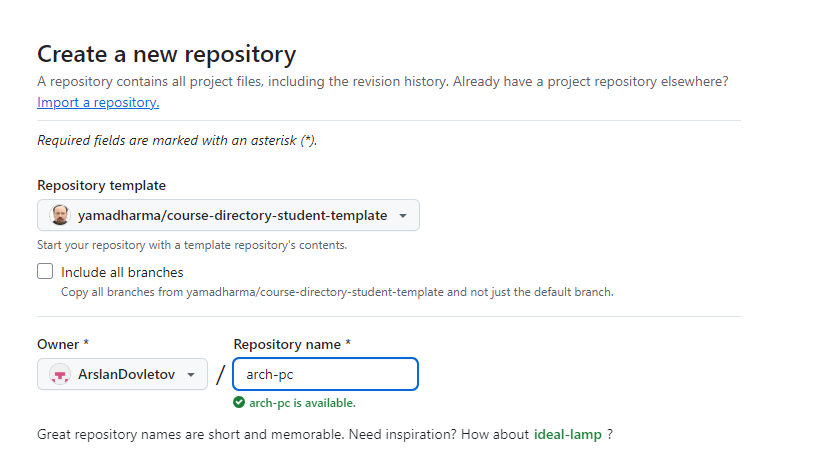 Create a new repository
A repository contains all project files, including the revision history. Already have a project repository elsewhere?
Import a repository.
Required fields are marked with an asterisk (*).
Repository template
yamadharma/course-directory-student-template
Start your repository with a template repository's contents.
Include all branches
Copy all branches from yamadharma/course-directory-student-template and not just the default branch.
Owner * Repository name *
ArslanDovletov / arch-pc
arch-pc is available.
Great repository names are short and memorable. Need inspiration? How about ideal-lamp ?